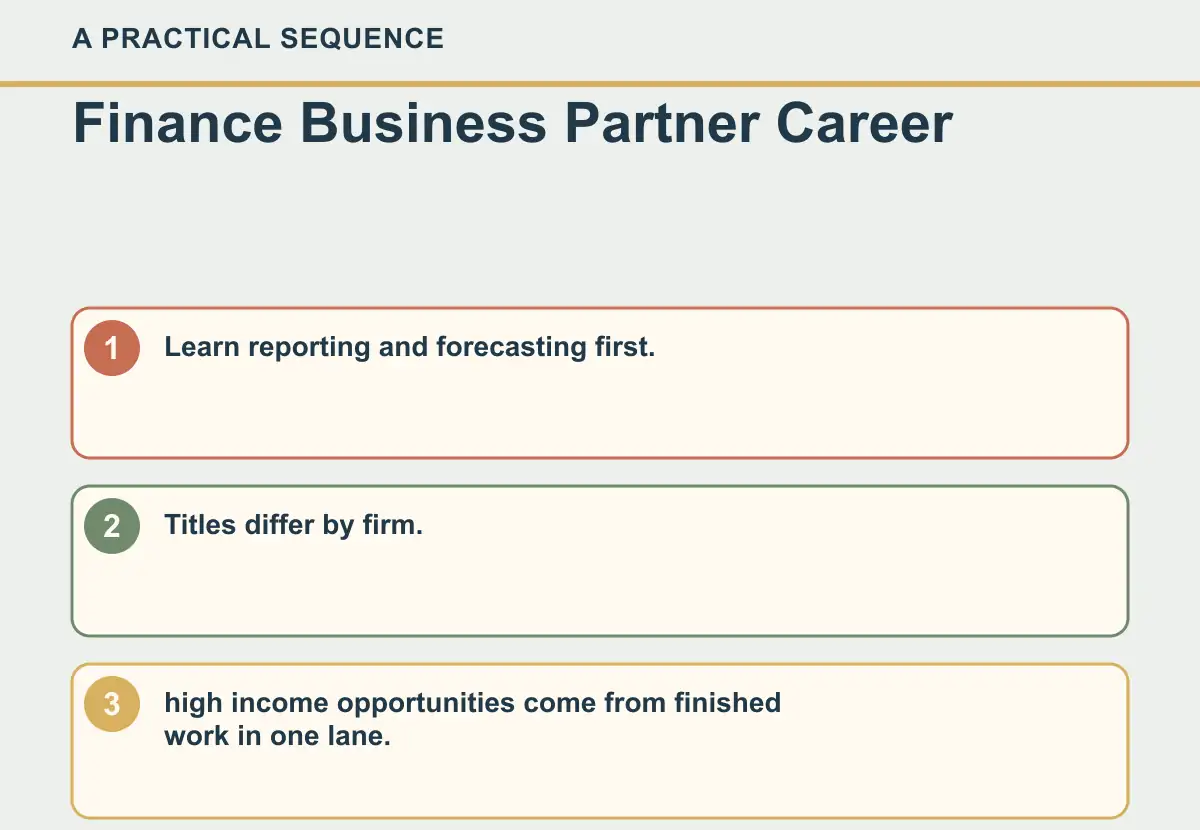 A PRACTICAL SEQUENCE
Finance Business Partner Career
1
Learn reporting and forecasting first.
2
Titles differ by firm.
3
high income opportunities come from finished
work in one lane.